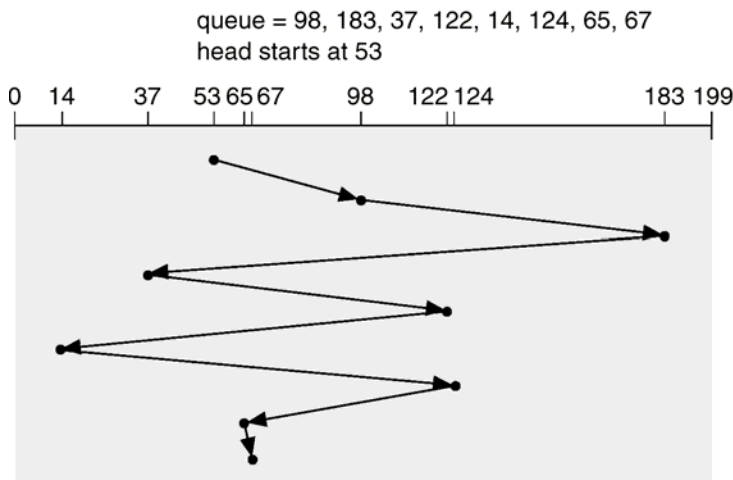 queue = 98, 183, 37, 122, 14, 124, 65, 67
head starts at 53
0 14 37 53 65 67 98 122 124 183 199